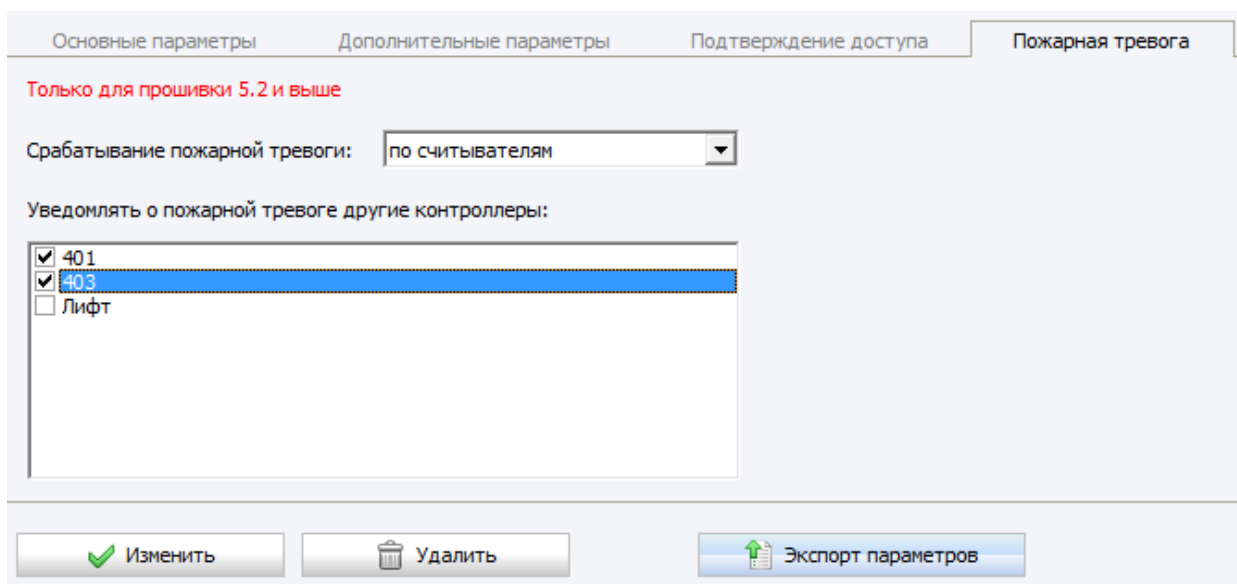 Основные параметры Дополнительные параметры Подтверждение доступа Пожарная тревога
Только для прошивки 5.2 и выше
Срабатывание пожарной тревоги: по считывателям
Уведомлять о пожарной тревоге другие контроллеры:
401
403
Лифт
Изменить Удалить Экспорт параметров